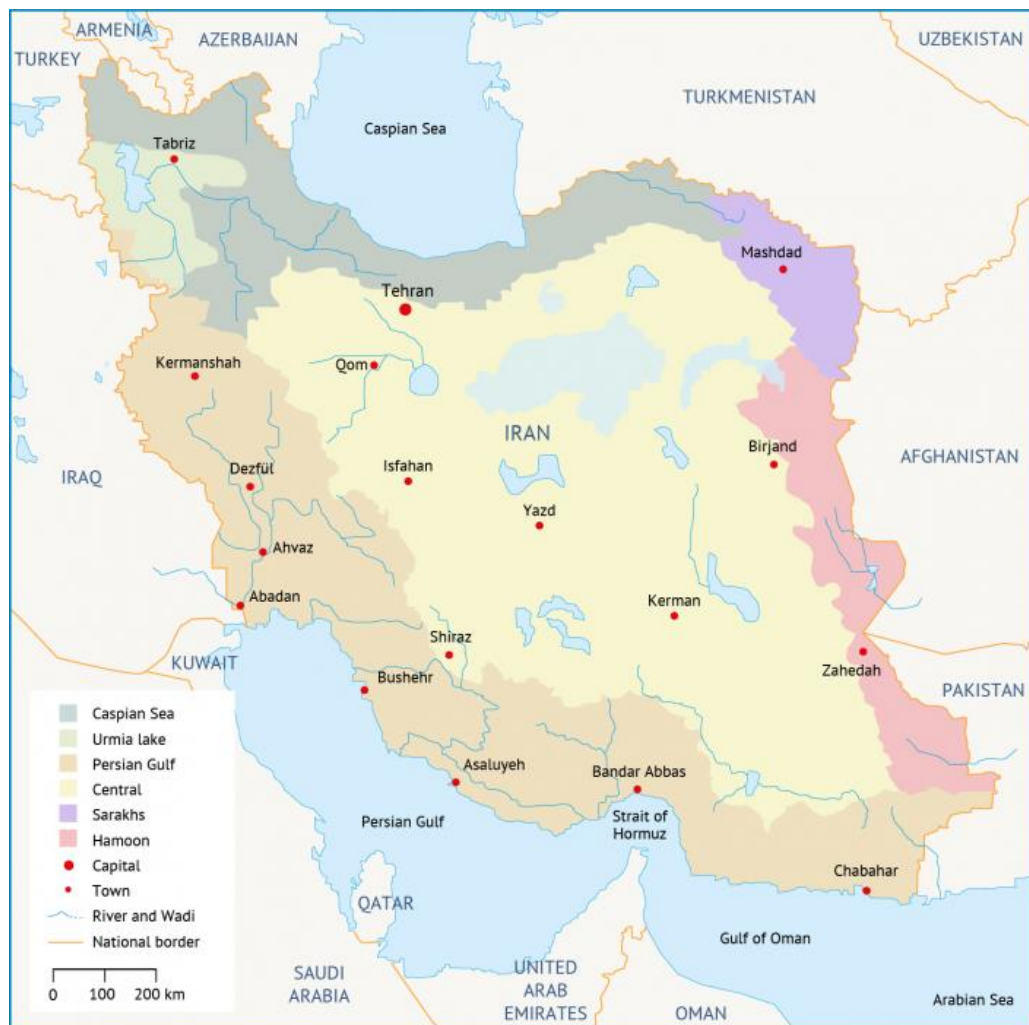 ARMENIA
AZERBAIJAN
UZBEKISTAN
TURKEY
TURKMENISTAN
Caspian Sea
Tabriz
Mashdad
Tehran
Kermanshah
Qom
IRAN
Birjand
AFGHANISTAN
IRAQ
Dezfūl
Isfahan
Yazd
Ahvaz
Abadan
Kerman
Shiraz
KUWAIT
Zahedah
Bushehr
PAKISTAN
Asaluyeh
Bandar Abbas
Persian Gulf
Strait of
Hormuz
Chabahar
QATAR
Gulf of Oman
SAUDI
ARABIA
UNITED
ARAB
EMIRATES
OMAN
Arabian Sea
Caspian Sea
Urmia lake
Persian Gulf
Central
Sarakhs
Hamoon
Capital
Town
River and Wadi
National border
0 100 200 km